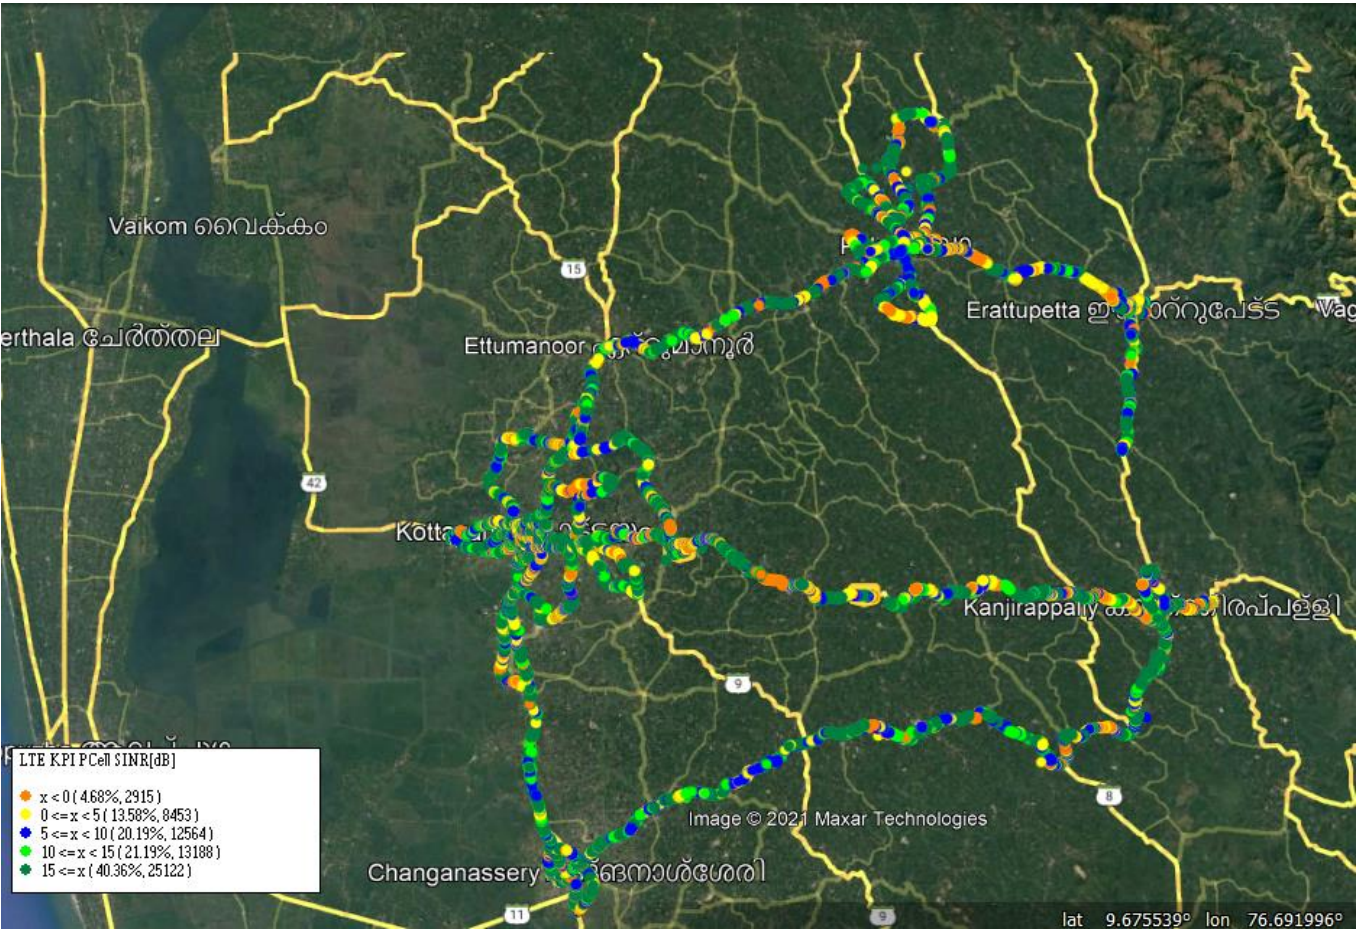 Vaikom വൈക്കം
15
erthala ചേർത്തല
Erattupetta
Vag
Ettumanoor
42
Kotta
Kanjirappally
9
LTE KPI PCell SINR[dB]
x < 0 ( 4.68%, 2915 )
0 <= x < 5 ( 13.58%, 8453 )
5 <= x < 10 ( 20.19%, 12564 )
10 <= x < 15 ( 21.19%, 13188 )
15 <= x ( 40.36%, 25122 )
8
Image © 2021 Maxar Technologies
Changanassery
11
9
lat 9.675539° lon 76.691996°